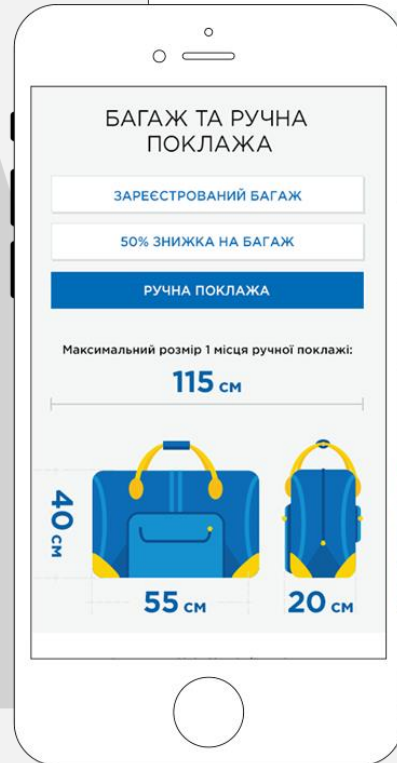 БАГАЖ ТА РУЧНА
ПОКЛАЖА
ЗАРЕЄСТРОВАНИЙ БАГАЖ
50% ЗНИЖКА НА БАГАЖ
РУЧНА ПОКЛАЖА
Максимальний розмір 1 місця ручної поклажі:
115 см
40 см
55 см
20 см